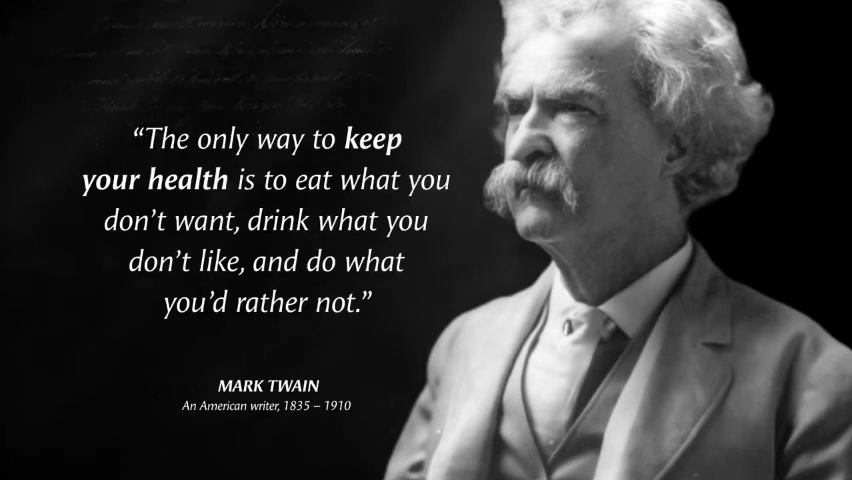 “The only way to keep
your health is to eat what you
don’t want, drink what you
don’t like, and do what
you’d rather not.”
MARK TWAIN
An American writer, 1835 – 1910